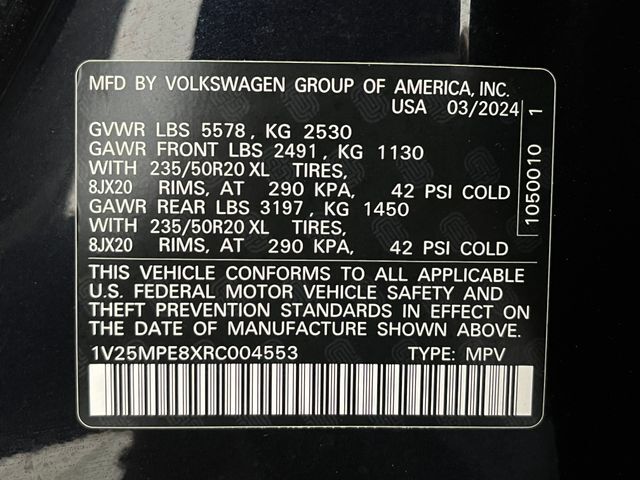 MFD BY VOLKSWAGEN GROUP OF AMERICA, INC.
USA 03/2024
GVWR LBS 5578, KG 2530
GAWR FRONT LBS 2491, KG 1130
WITH 235/50R20 XL TIRES,
8JX20 RIMS, AT 290 KPA, 42 PSI COLD
GAWR REAR LBS 3197, KG 1450
WITH 235/50R20 XL TIRES,
8JX20 RIMS, AT 290 KPA, 42 PSI COLD
THIS VEHICLE CONFORMS TO ALL APPLICABLE
U.S. FEDERAL MOTOR VEHICLE SAFETY AND
THEFT PREVENTION STANDARDS IN EFFECT ON
THE DATE OF MANUFACTURE SHOWN ABOVE.
1V25MPE8XRC004553 TYPE: MPV
1050010 1